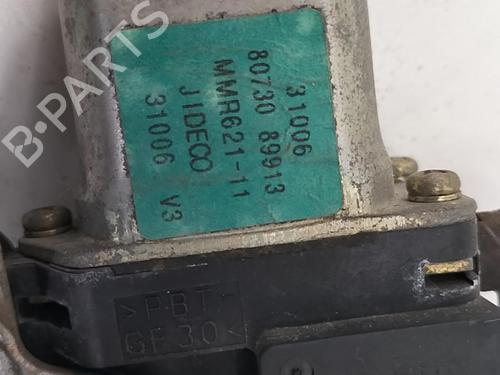 B-PARTS
31006
80730 89913
MMR621-11
JIDECO
31006 V3
>PBT-
GF30<